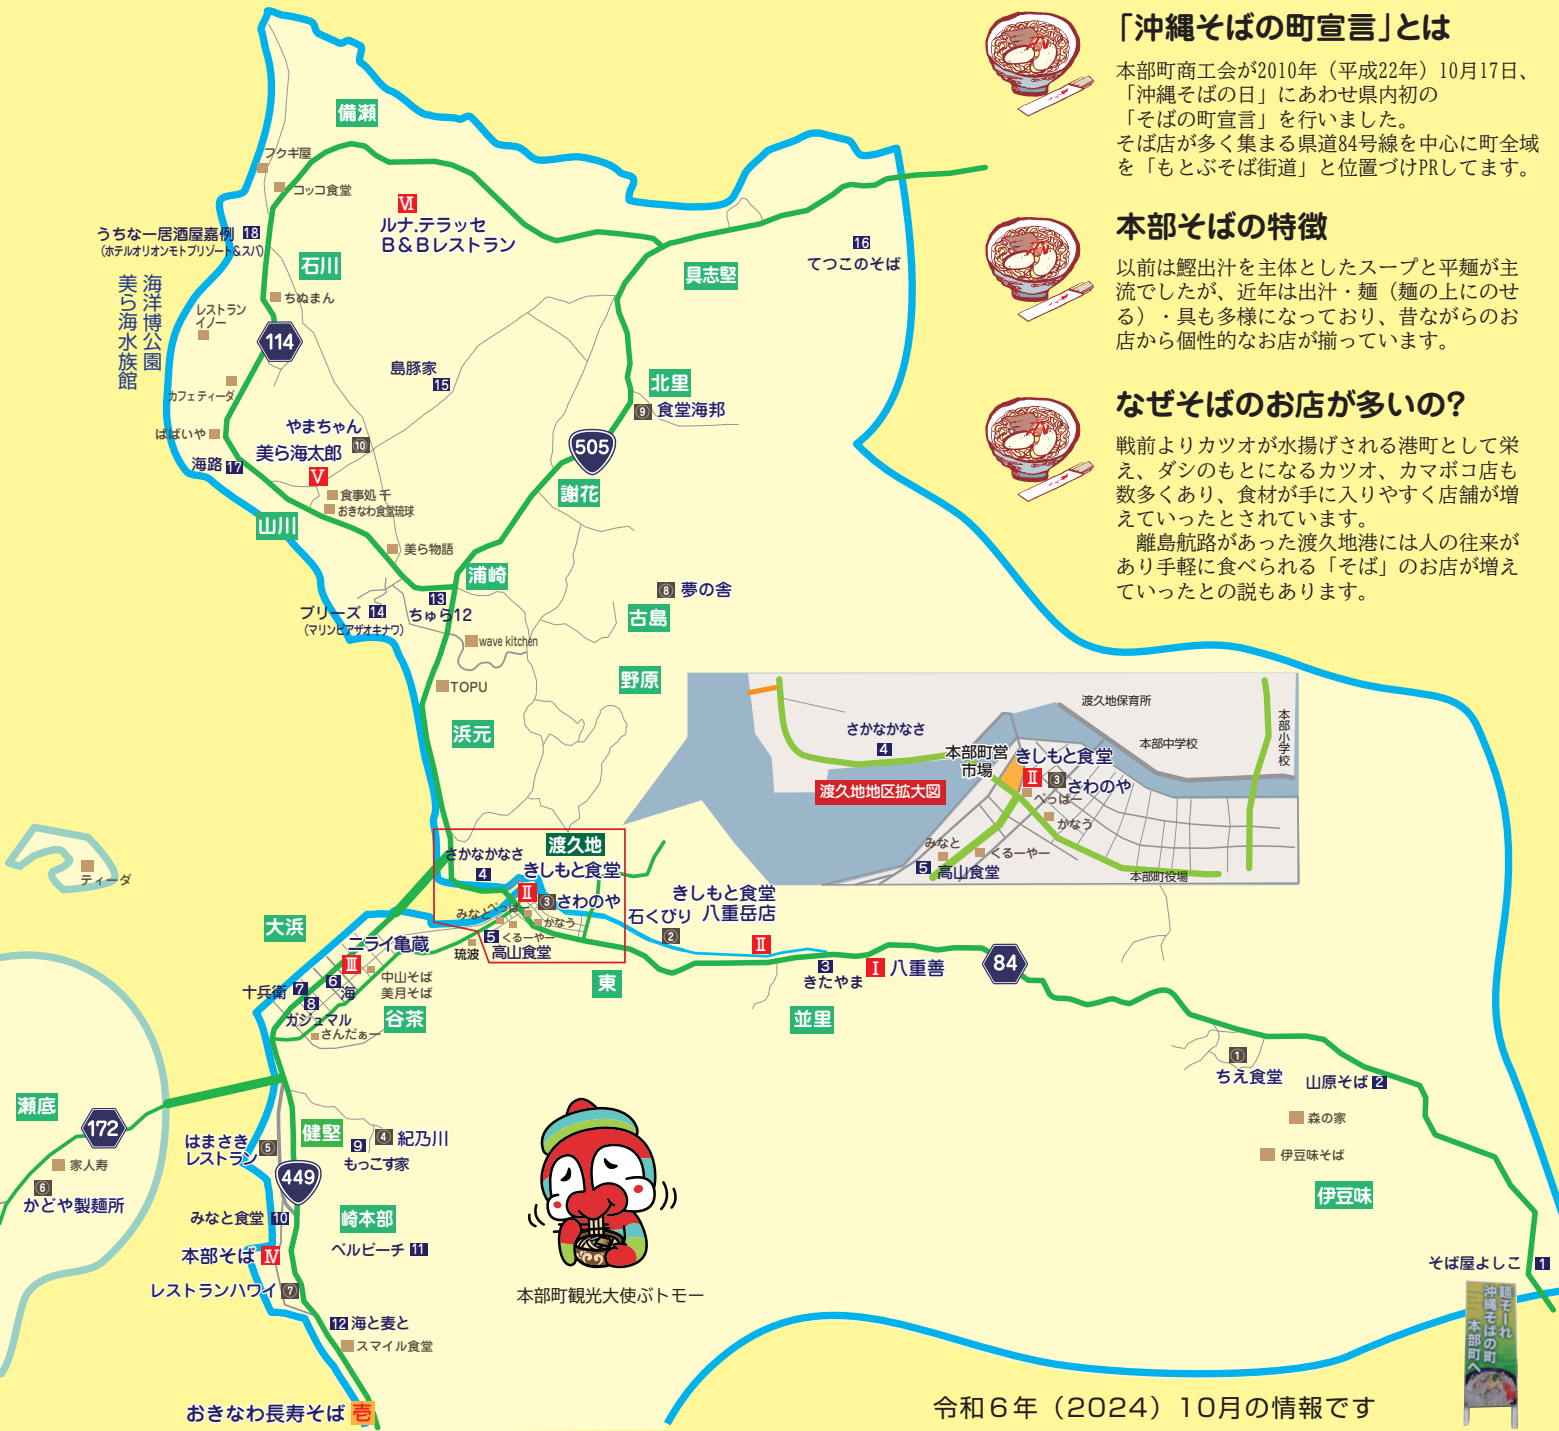 「沖縄そばの町宣言」とは
本部町商工会が2010年（平成22年）10月17日、
「沖縄そばの日」にあわせ県内初の
「そばの町宣言」を行いました。
そば店が多く集まる県道84号線を中心に町全域
を「もとぶそば街道」と位置づけPRしてます。
本部そばの特徴
以前は鰹出汁を主体としたスープと平麺が主
流でしたが、近年は出汁・麺（麺の上にのせ
る）・具も多様になっており、昔ながらのお
店から個性的なお店が揃っています。
なぜそばのお店が多いの?
戦前よりカツオが水揚げされる港町として栄
え、ダシのもとになるカツオ、カマボコ店も
数多くあり、食材が手に入りやすく店舗が増
えていったとされています。
離島航路があった渡久地港には人の往来が
あり手軽に食べられる「そば」のお店が増え
ていったとの説もあります。
備瀬
フクギ屋
コッコ食堂
Ⅵ
ルナ.テラッセ
B＆Bレストラン
うちなー居酒屋嘉例 18
（ホテルオリオンモトブリゾート＆スパ）
石川
海洋博公園
美ら海水族館
ちぬまん
レストラン
イノー
114
カフェ ティーダ
ぱぱいや
海路 17
具志堅
16
てつこのそば
島豚家
15
北里
⑨ 食堂海邦
505
謝花
やまちゃん
⑩
美ら海太郎
Ⅴ
食事処 千
おきなわ食堂琉球
山川
美ら物語
浦崎
13
ちゅら12
ブリーズ 14
（マリンピアザオキナワ）
wave kitchen
TOPU
⑧ 夢の舎
古島
野原
浜元
渡久地保育所
本部中学校
本部小学校
さかなかなさ
4
本部町営
市場
きしもと食堂
Ⅱ ③ さわのや
ぺっぱー
かなう
渡久地地区拡大図
みなと
くるーやー
5 高山食堂
本部町役場
ティーダ
渡久地
さかなかなさ
4
きしもと食堂
Ⅱ ③ さわのや
みなと
ぺっぱー
かなう
5 くるーやー
高山食堂
琉波
きしもと食堂
八重岳店
Ⅱ
石くびり
②
大浜
ニライ亀蔵
Ⅲ
中山そば
美月そば
十兵衛 7
6 海
8
ガジュマル
さんだぁー
谷茶
東
3
きたやま
Ⅰ 八重善
84
並里
①
ちえ食堂
山原そば 2
森の家
伊豆味そば
伊豆味
そば屋よしこ 1
瀬底
172
家人寿
⑥
かどや製麺所
はまさき
レストラン
⑤
健堅
449
④ 紀乃川
9
もっこす家
みなと食堂 10
崎本部
本部そば Ⅳ
ベルビーチ 11
レストランハワイ ⑦
12 海と麦と
スマイル食堂
おきなわ長寿そば 壱
本部町観光大使ぶトモー
麺そーれ
沖縄そばの町
本部町へ
令和６年（2024）10月の情報です